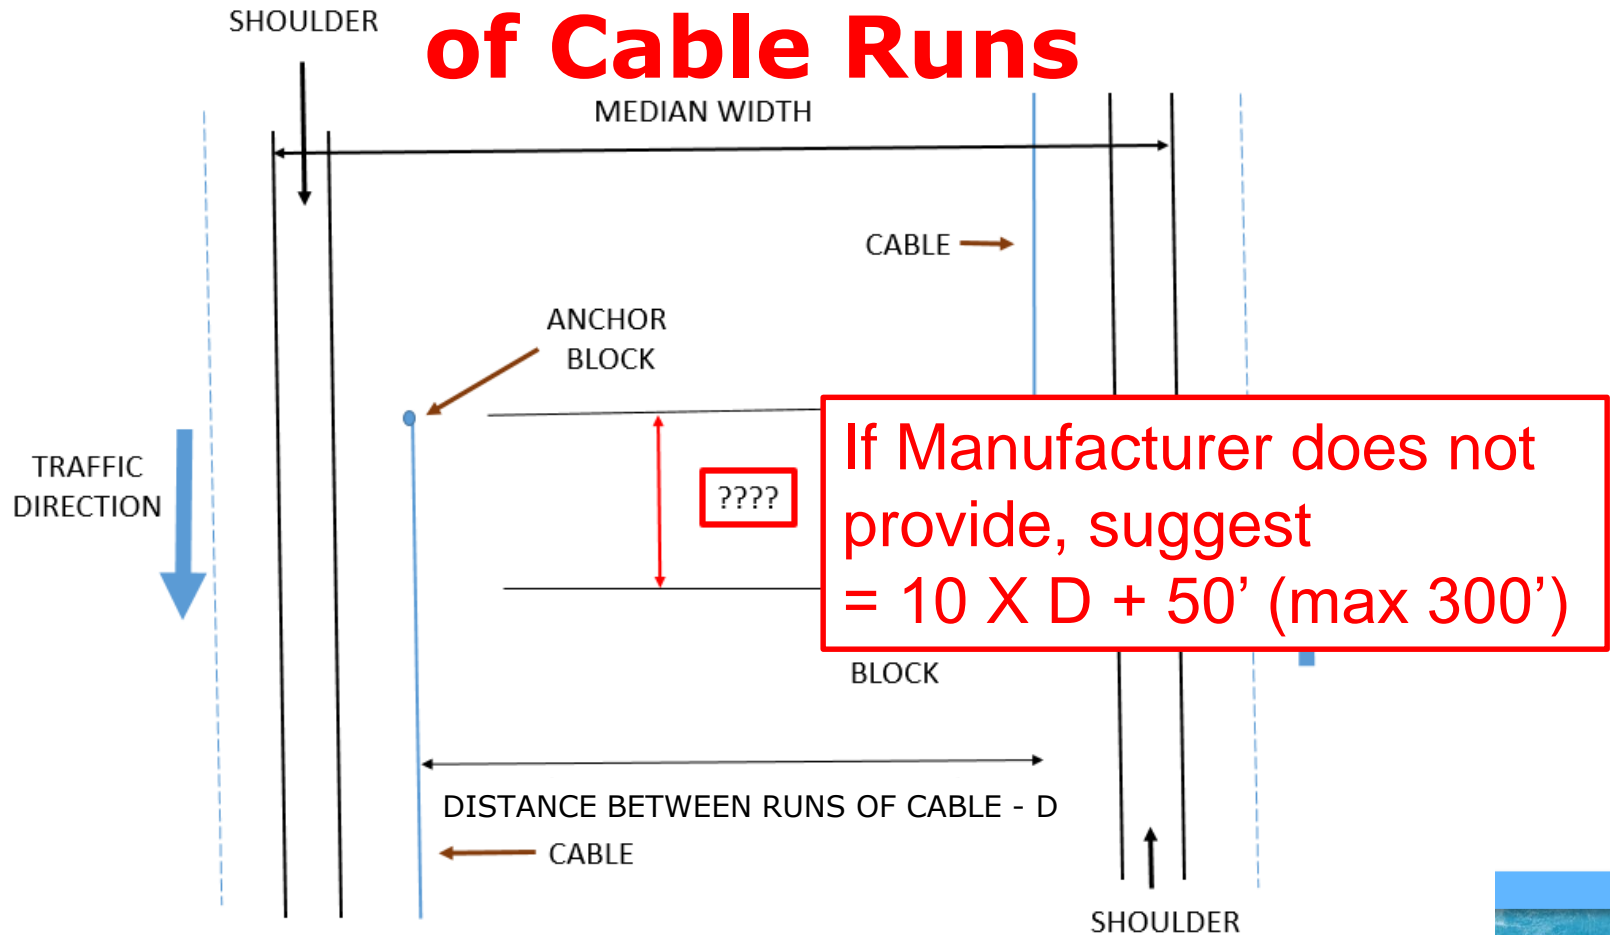 SHOULDER
of Cable Runs
MEDIAN WIDTH
CABLE
ANCHOR
BLOCK
TRAFFIC
DIRECTION
????
If Manufacturer does not
provide, suggest
= 10 X D + 50’ (max 300’)
BLOCK
DISTANCE BETWEEN RUNS OF CABLE - D
CABLE
SHOULDER